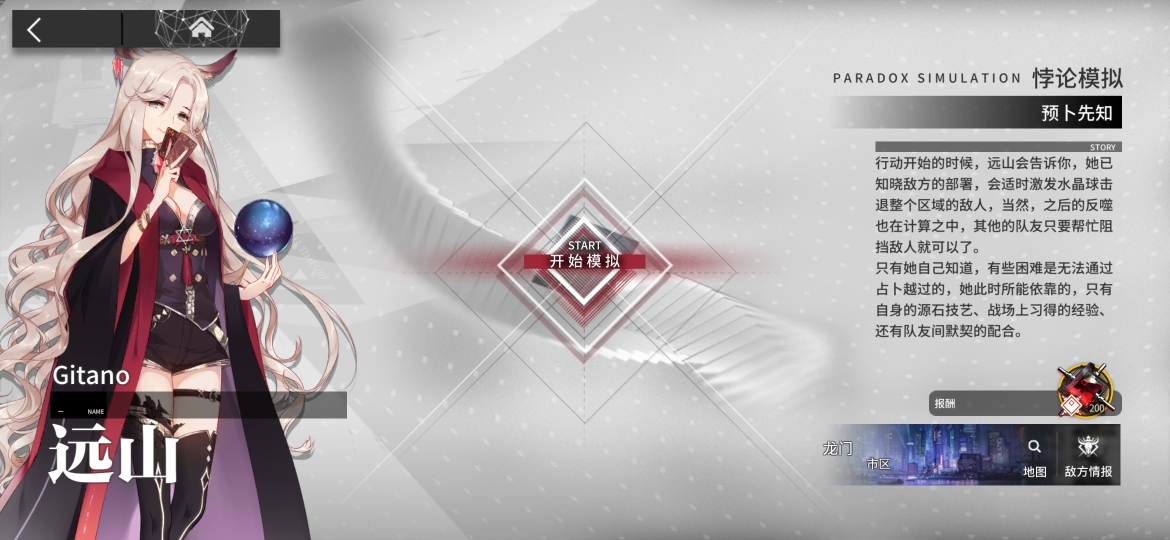 PARADOX SIMULATION 悖论模拟
预卜先知
STORY
行动开始的时候，远山会告诉你，她已
知晓敌方的部署，会适时激发水晶球击
退整个区域的敌人，当然，之后的反噬
也在计算之中，其他的队友只要帮忙阻
挡敌人就可以了。
只有她自己知道，有些困难是无法通过
占卜越过的，她此时所能依靠的，只有
自身的源石技艺、战场上习得的经验、
还有队友间默契的配合。
START
开始模拟
Gitano
NAME
远山
报酬
200
龙门
市区
地图
敌方情报